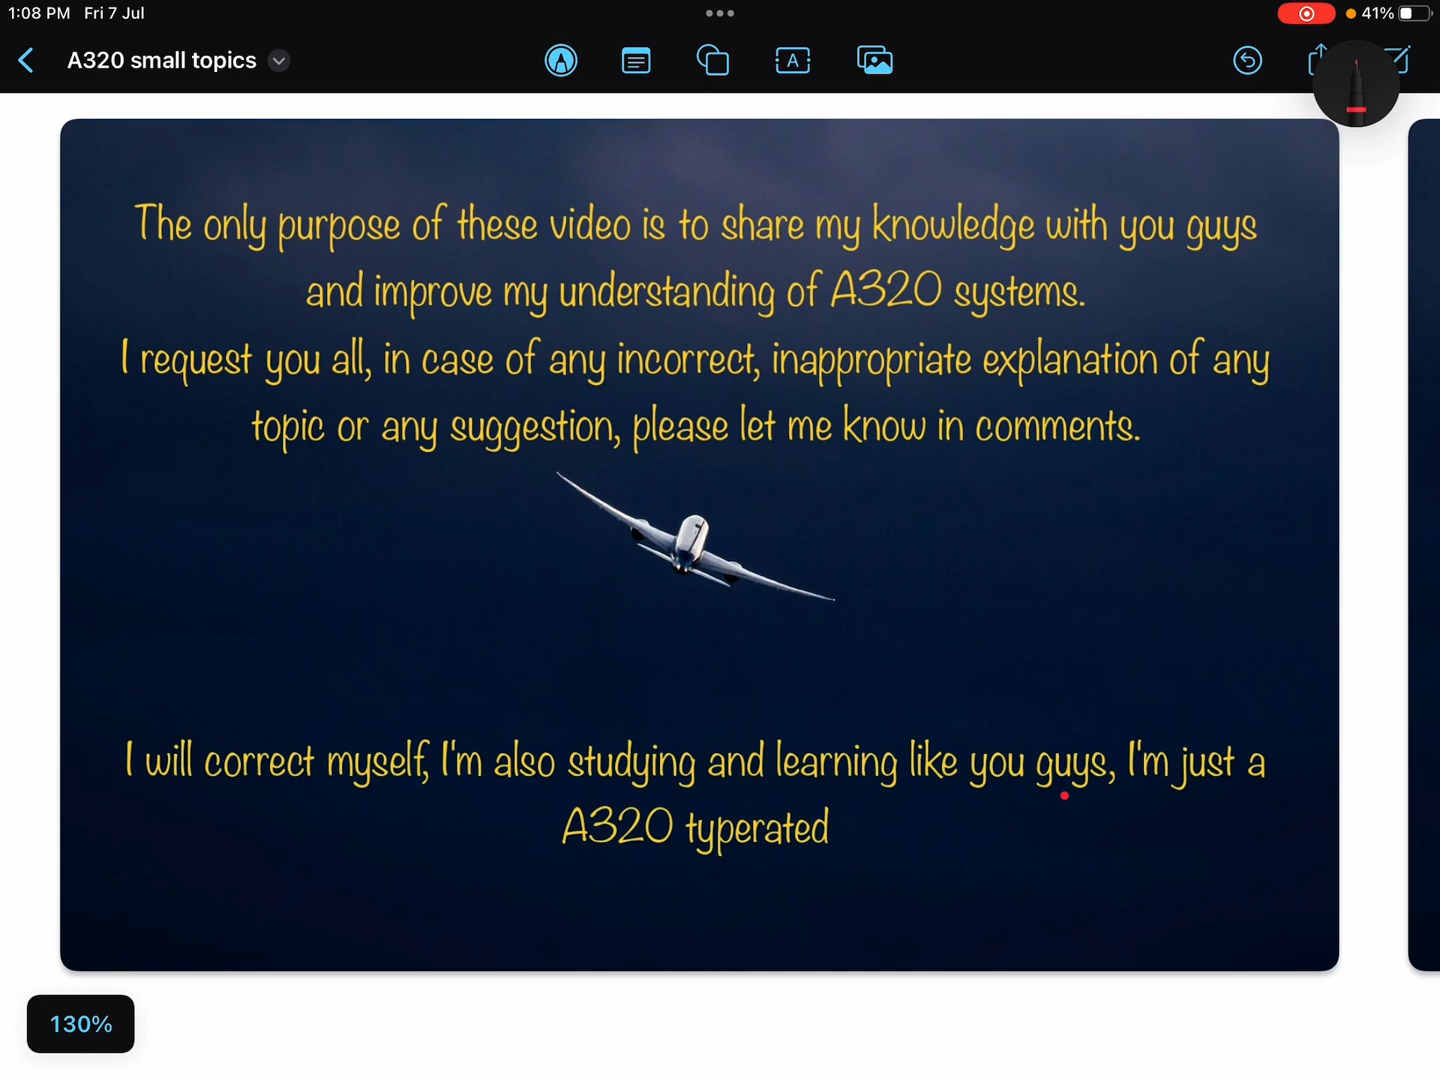 1:08 PM Fri 7 Jul
41%
A320 small topics
A
The only purpose of these video is to share my knowledge with you guys
and improve my understanding of A320 systems.
I request you all, in case of any incorrect, inappropriate explanation of any
topic or any suggestion, please let me know in comments.
I will correct myself, I'm also studying and learning like you guys, I'm just a
A320 typerated
130%